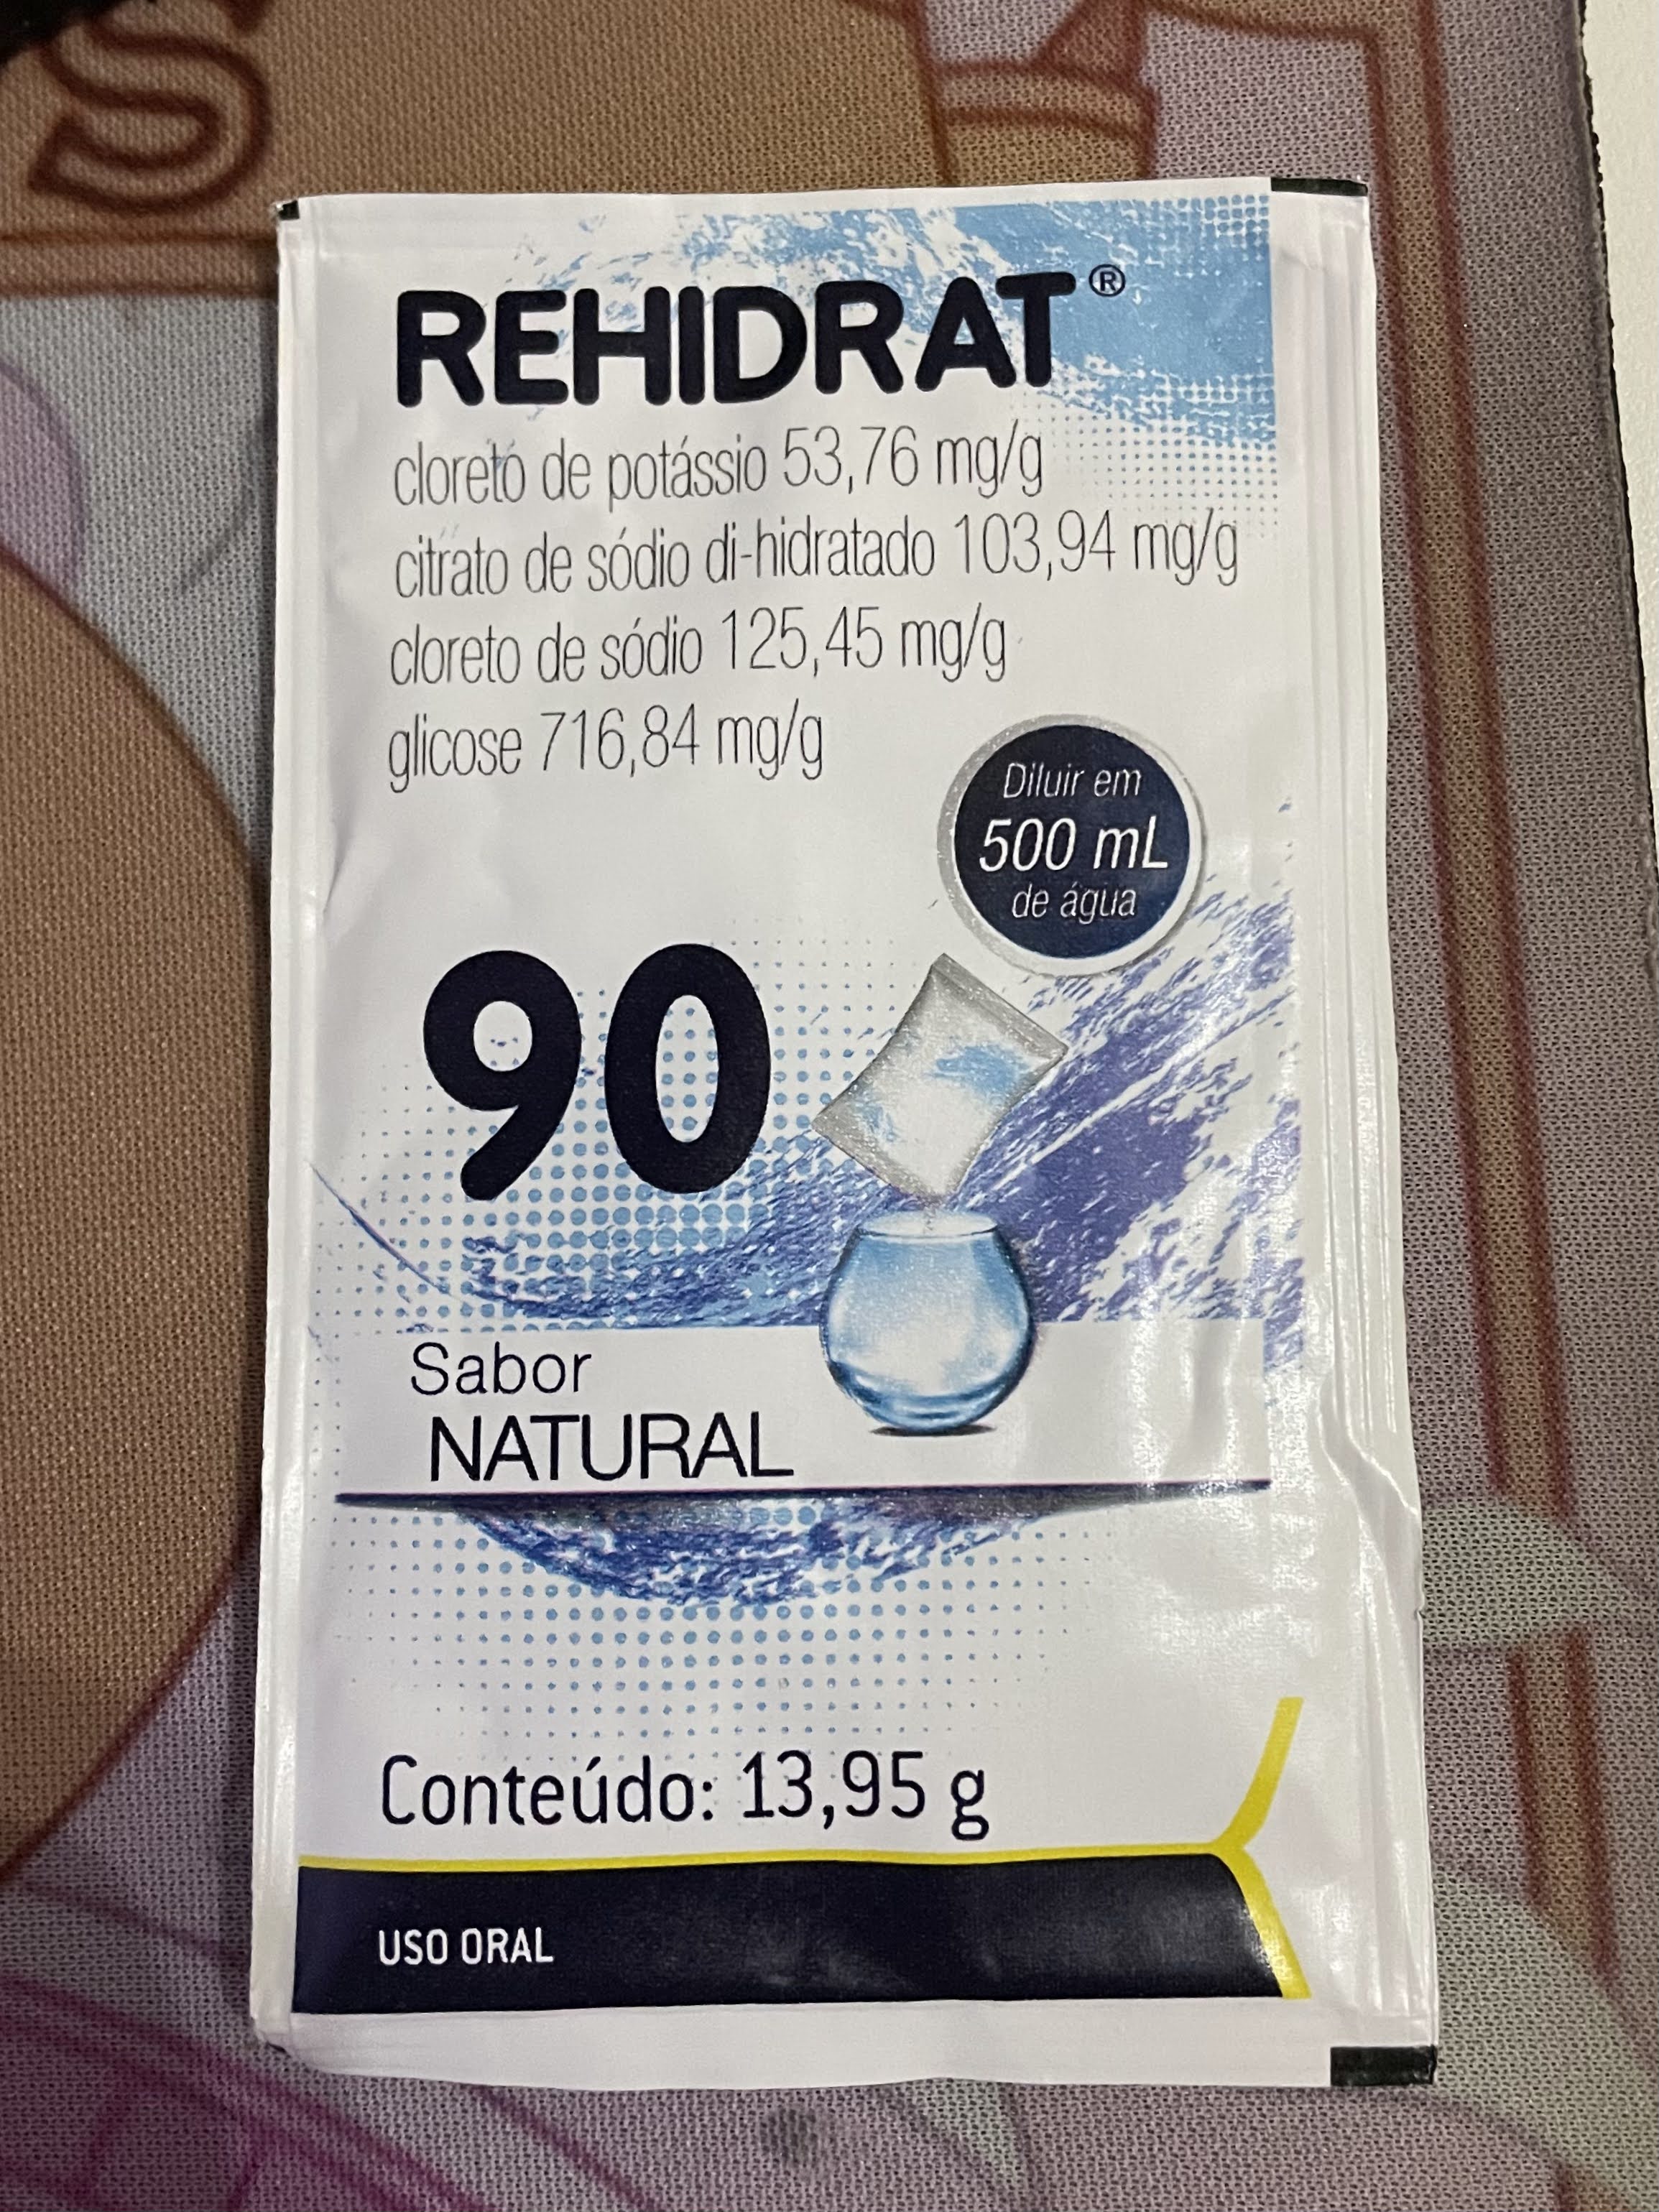 S
REHIDRAT®
cloreto de potássio 53,76 mg/g
citrato de sódio di-hidratado 103,94 mg/g
cloreto de sódio 125,45 mg/g
glicose 716,84 mg/g
Diluir em
500 mL
de água
90
Sabor
NATURAL
Conteúdo: 13,95 g
USO ORAL